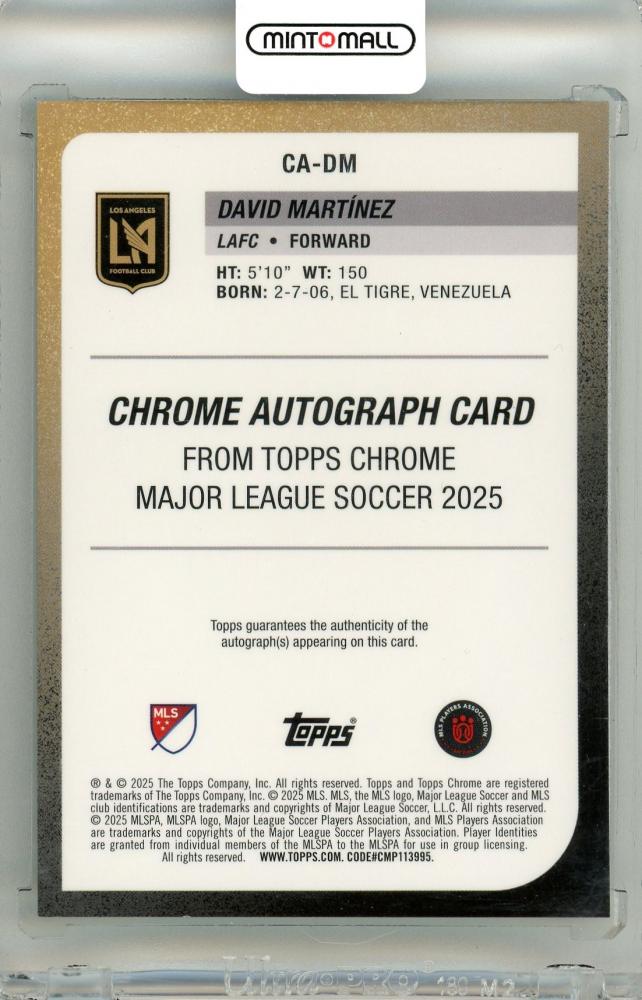 MINTOMALL
CA-DM
LOS ANGELES
LA
FOOTBALL CLUB
DAVID MARTÍNEZ
LAFC • FORWARD
HT: 5'10" WT: 150
BORN: 2-7-06, EL TIGRE, VENEZUELA
CHROME AUTOGRAPH CARD
FROM TOPPS CHROME
MAJOR LEAGUE SOCCER 2025
Topps guarantees the authenticity of the
autograph(s) appearing on this card.
MLS
topps®
MLS PLAYERS ASSOCIATION
® & © 2025 The Topps Company, Inc. All rights reserved. Topps and Topps Chrome are registered
trademarks of The Topps Company, Inc. © 2025 MLS. MLS, the MLS logo, Major League Soccer and MLS
club identifications are trademarks and copyrights of Major League Soccer, L.L.C. All rights reserved.
© 2025 MLSPA, MLSPA logo, Major League Soccer Players Association, and MLS Players Association
are trademarks and copyrights of the Major League Soccer Players Association. Player Identities
are granted from individual members of the MLSPA to the MLSPA for use in group licensing.
All rights reserved. WWW.TOPPS.COM. CODE#CMP113995.
Ultra·PRO® 180